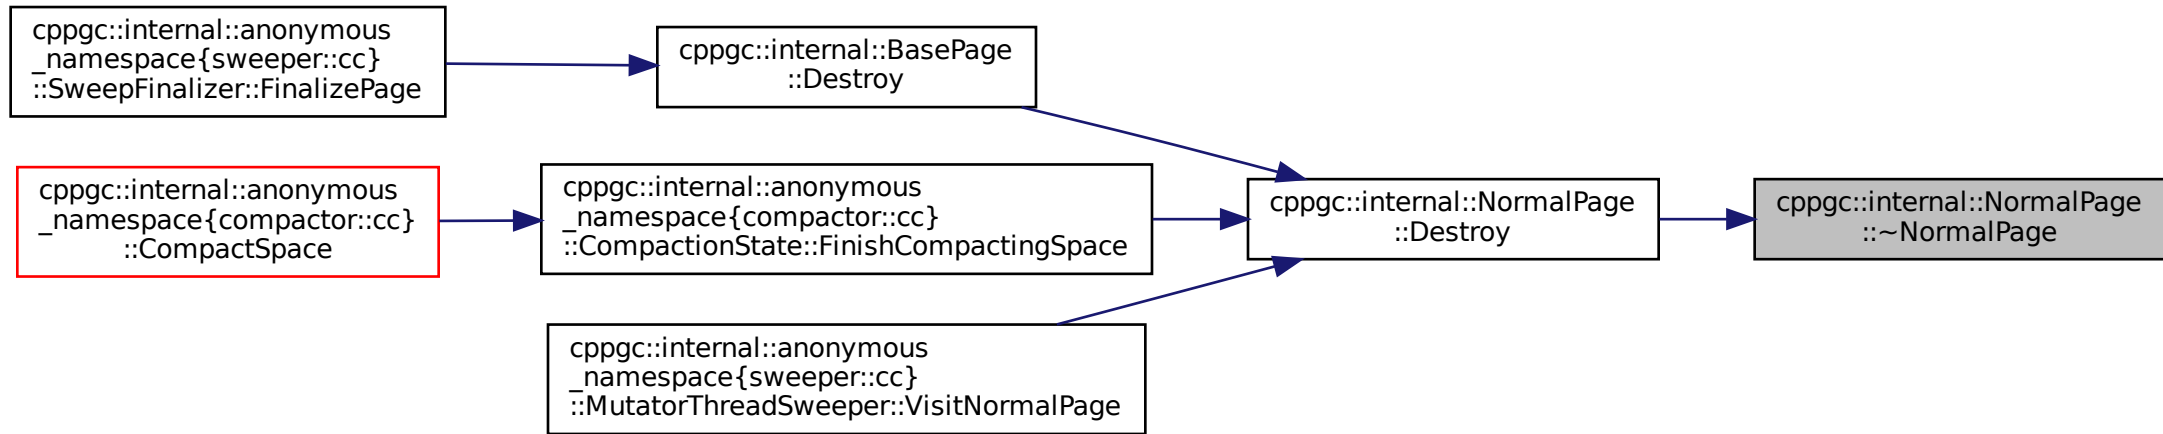 cppgc::internal::anonymous
_namespace{sweeper::cc}
::SweepFinalizer::FinalizePage
cppgc::internal::BasePage
::Destroy
cppgc::internal::anonymous
_namespace{compactor::cc}
::CompactSpace
cppgc::internal::anonymous
_namespace{compactor::cc}
::CompactionState::FinishCompactingSpace
cppgc::internal::NormalPage
::Destroy
cppgc::internal::NormalPage
::~NormalPage
cppgc::internal::anonymous
_namespace{sweeper::cc}
::MutatorThreadSweeper::VisitNormalPage